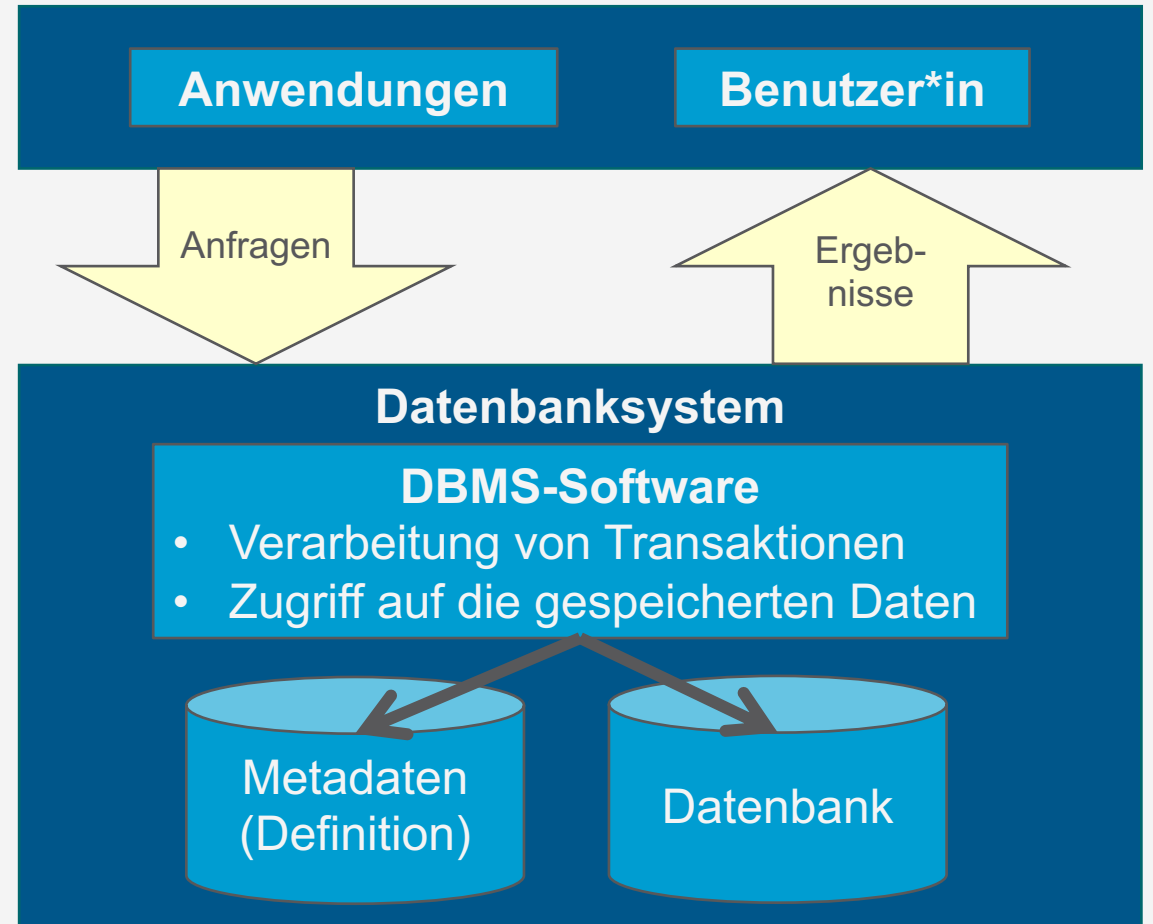 Anwendungen
Benutzer*in
Anfragen
Ergeb-
nisse
Datenbanksystem
DBMS-Software
• Verarbeitung von Transaktionen
• Zugriff auf die gespeicherten Daten
Metadaten
(Definition)
Datenbank